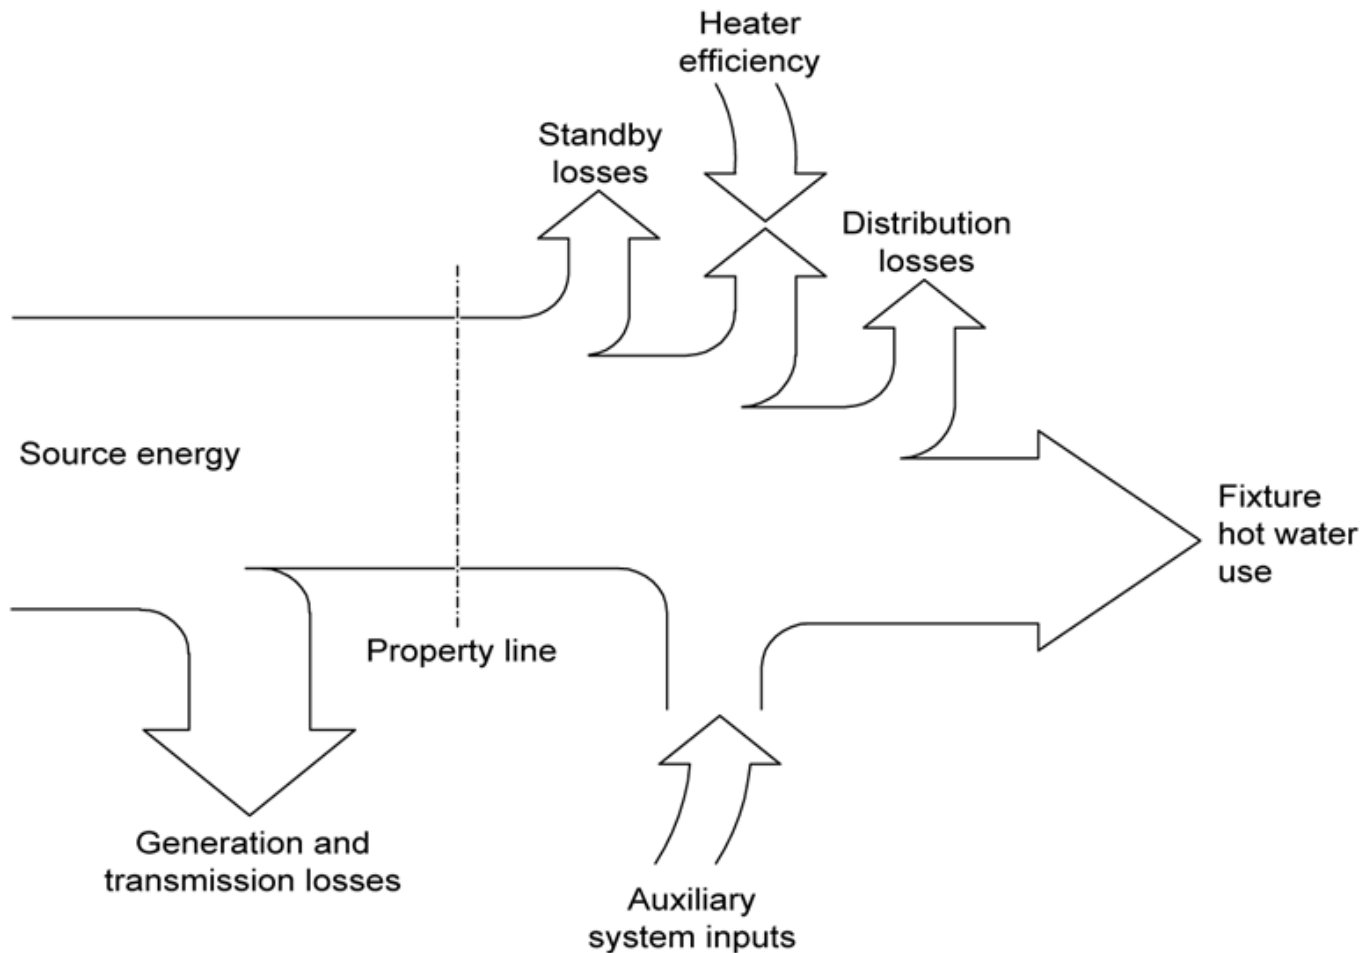 Heater
efficiency
Standby
losses
Distribution
losses
Source energy
Fixture
hot water
use
Property line
Generation and
transmission losses
Auxiliary
system inputs